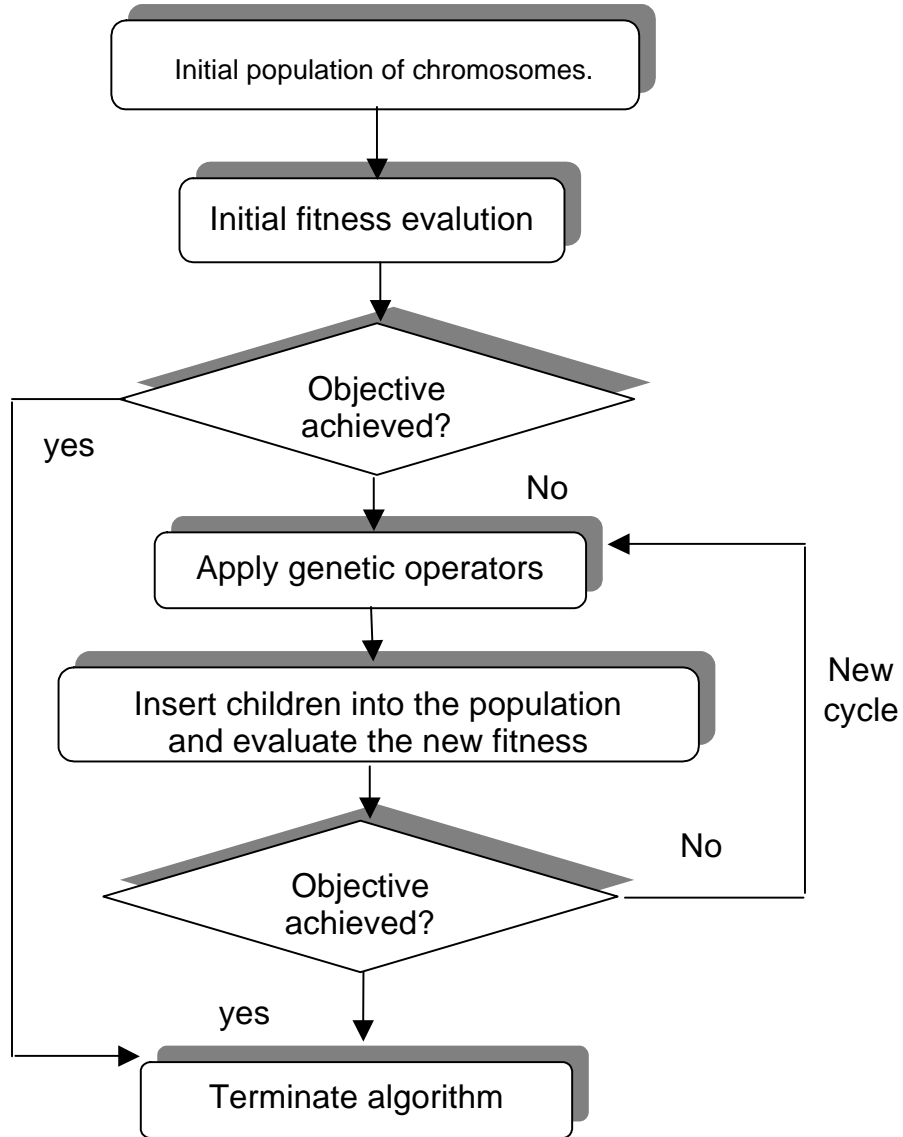 Initial population of chromosomes.
Initial fitness evalution
Objective
achieved?
yes
No
Apply genetic operators
Insert children into the population
and evaluate the new fitness
New
cycle
No
Objective
achieved?
yes
Terminate algorithm